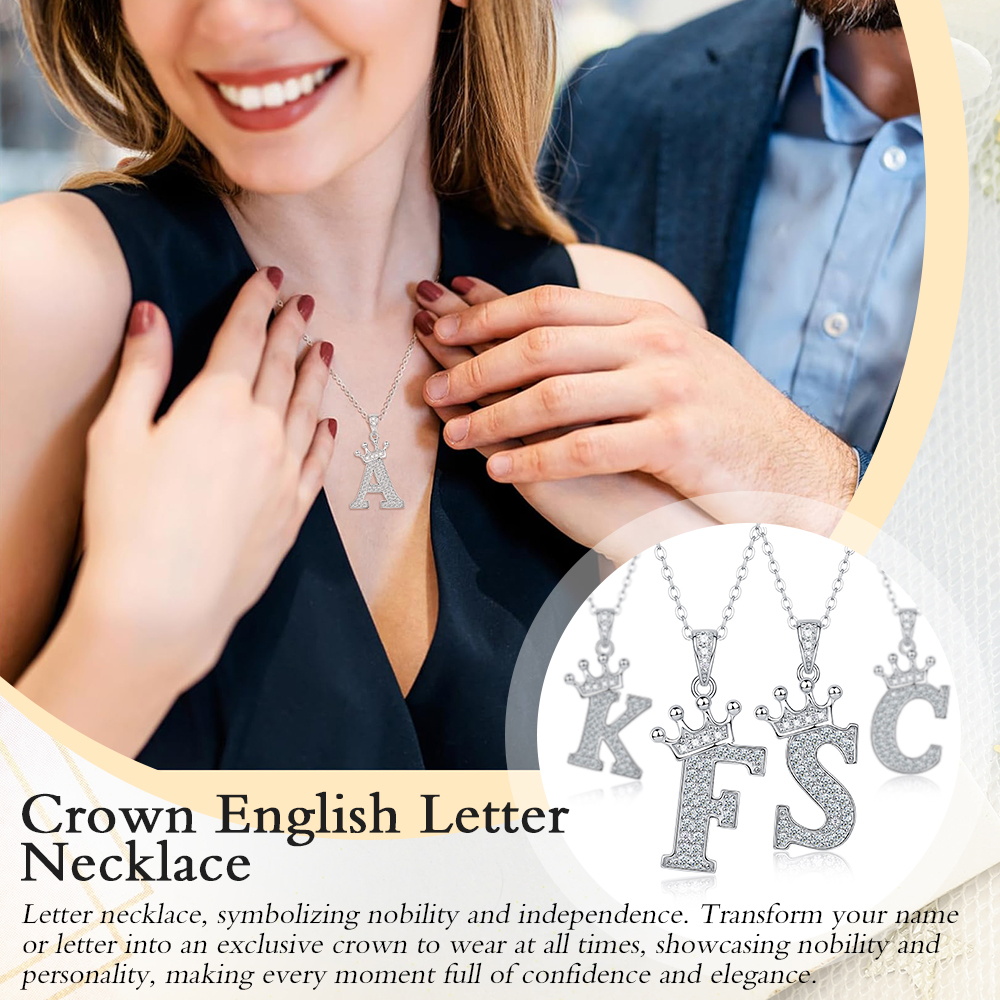 A
K
F
S
C
Crown English Letter
Necklace
Letter necklace, symbolizing nobility and independence. Transform your name
or letter into an exclusive crown to wear at all times, showcasing nobility and
personality, making every moment full of confidence and elegance.